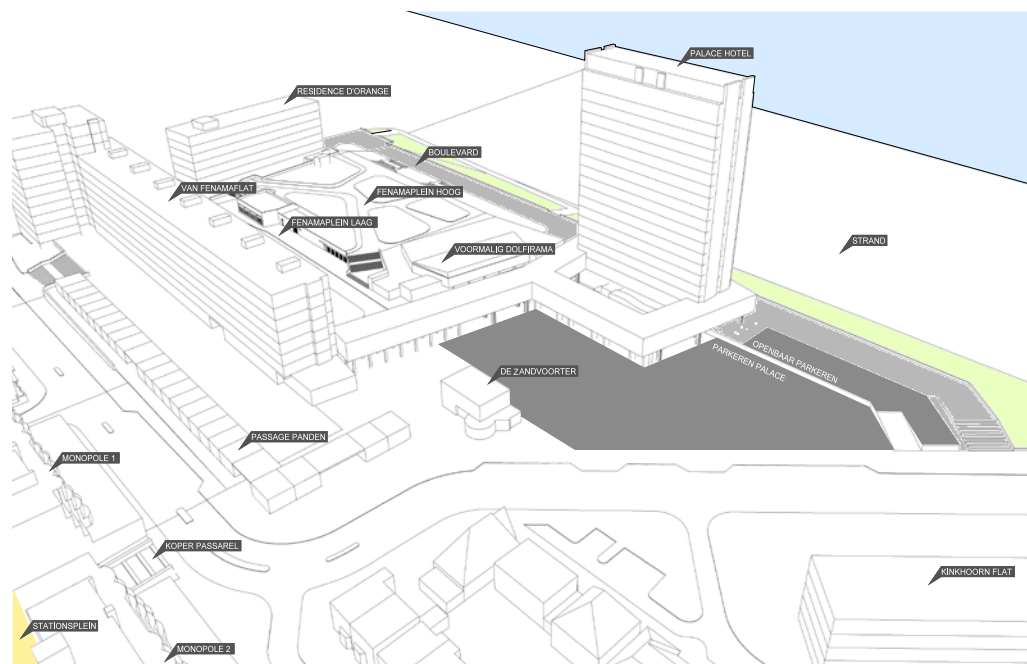 PALACE HOTEL
RESIDENCE D'ORANGE
BOULEVARD
VAN FENAMAFLAT
FENAMAPLEIN HOOG
FENAMAPLEIN LAAG
STRAND
VOORMALIG DOLFIRAMA
OPENBAAR PARKEREN
PARKEREN PALACE
DE ZANDVOORTER
PASSAGE PANDEN
MONOPOLE 1
KOPER PASSAREL
KINKHOORN FLAT
STATIONSPLEIN
MONOPOLE 2